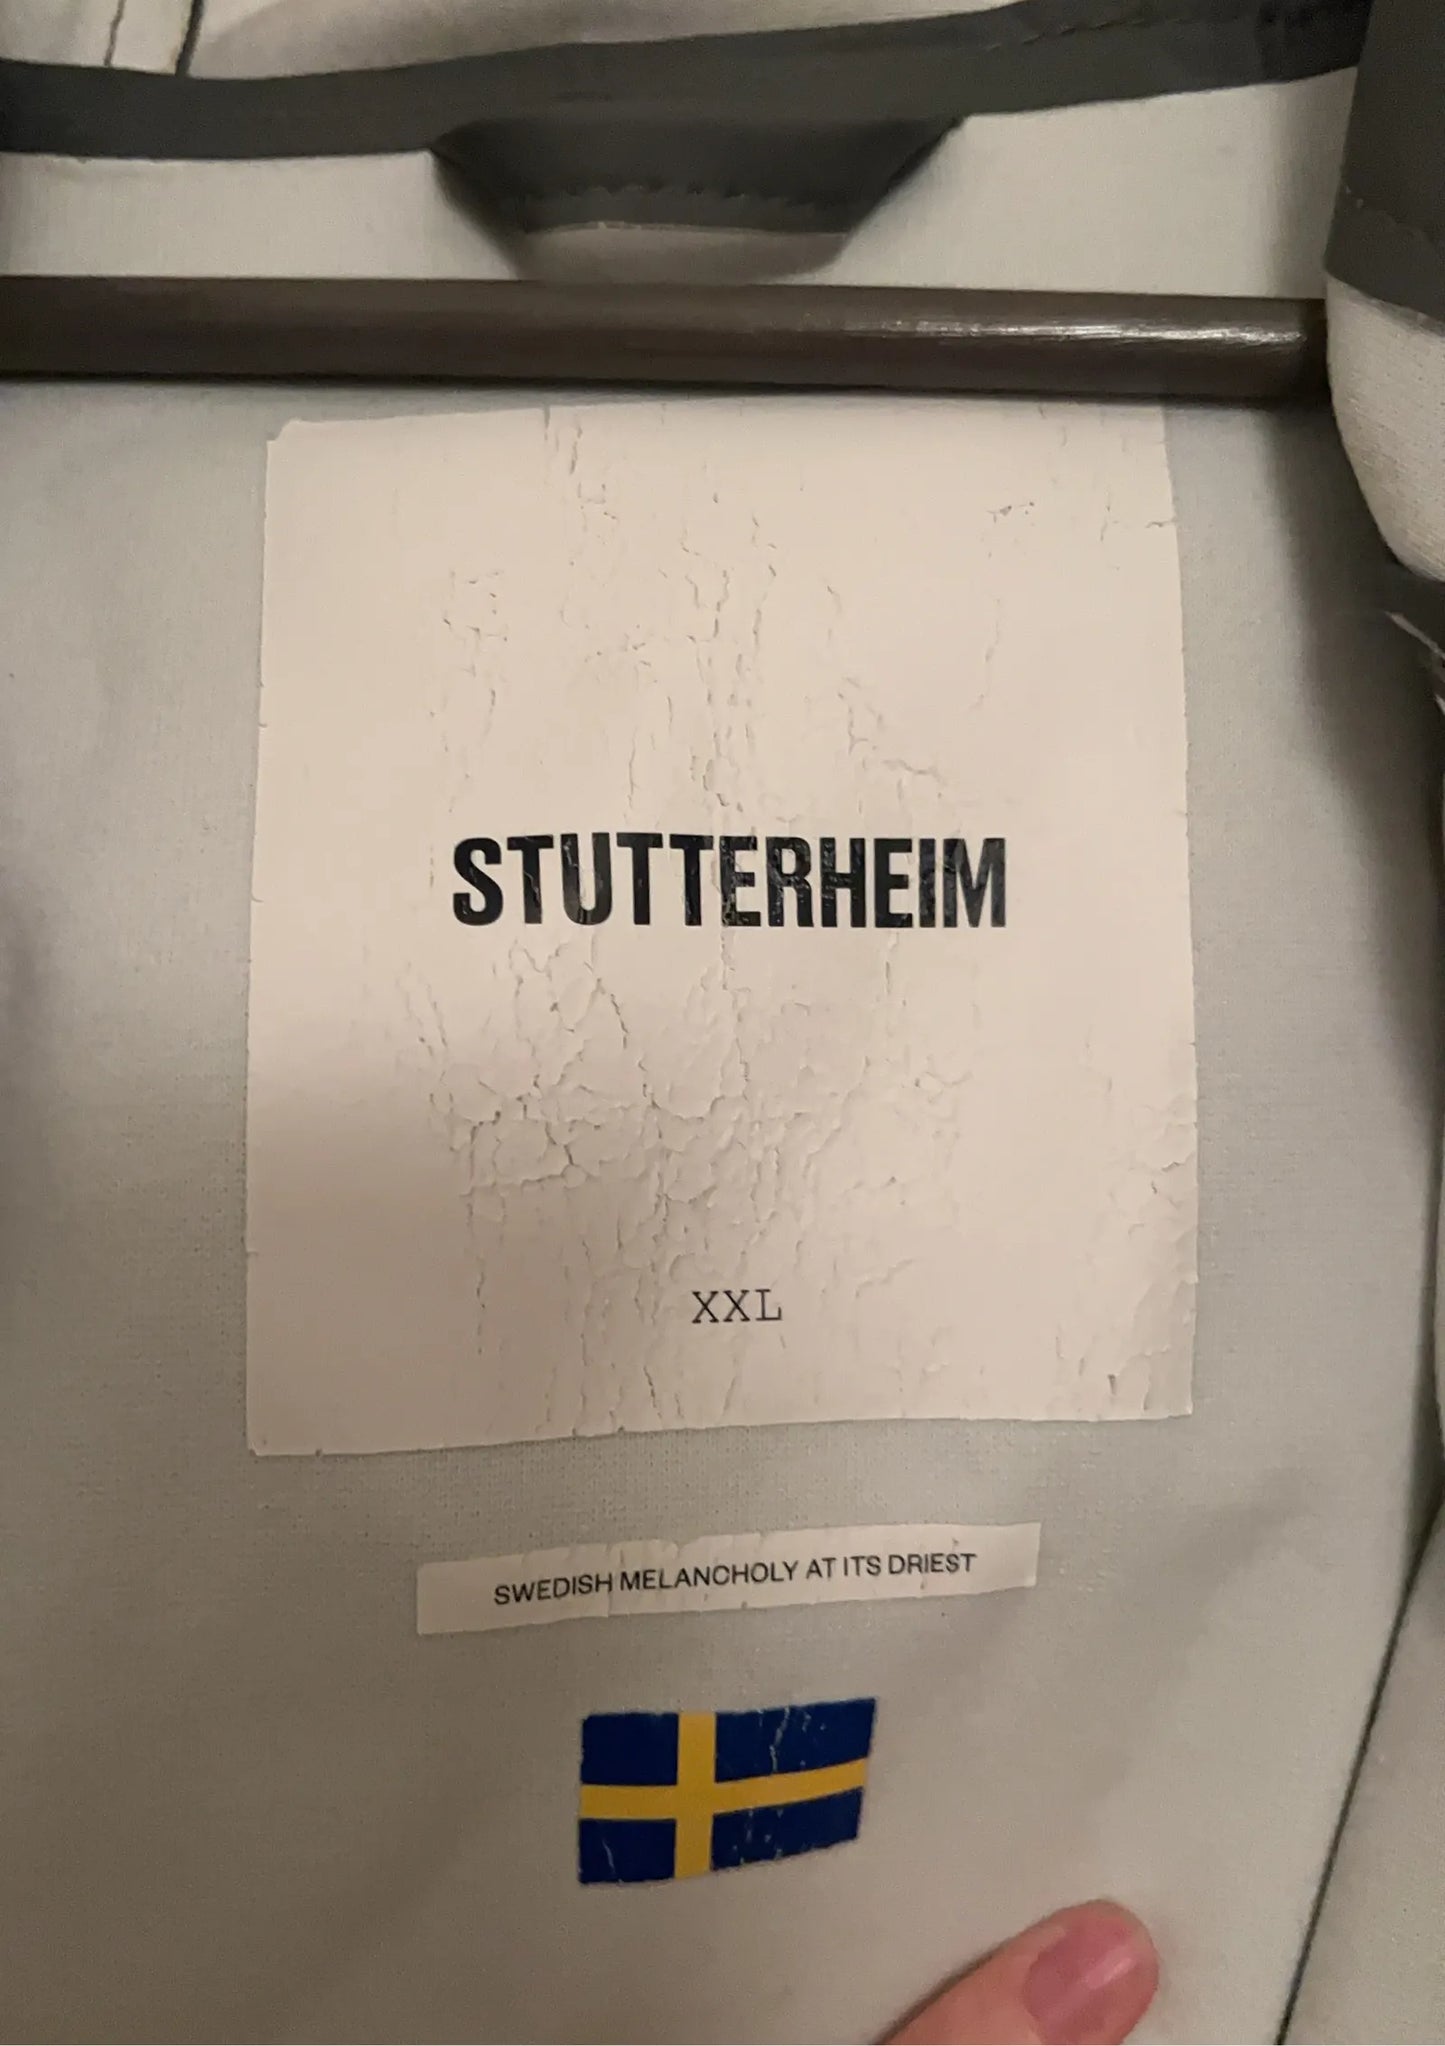 STUTTERHEIM
XXL
SWEDISH MELANCHOLY AT ITS DRIEST